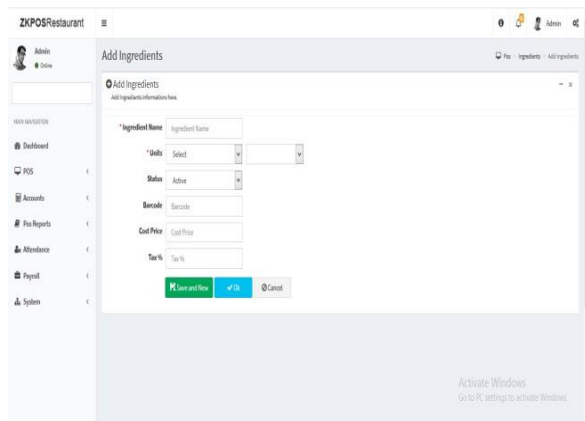 ZKPOSRestaurant
Admin
Admin
Online
Add Ingredients
Pos > Ingredients > Add Ingredients
Add Ingredients
Add Ingredients informations here.
MAIN NAVIGATION
Dashboard
POS
Accounts
Pos Reports
Attendance
Payroll
System
* Ingredient Name Ingredient Name
* Units Select
Status Active
Barcode Barcode
Cost Price Cost Price
Tax % Tax %
Save and New Ok Cancel
Activate Windows
Go to PC settings to activate Windows.